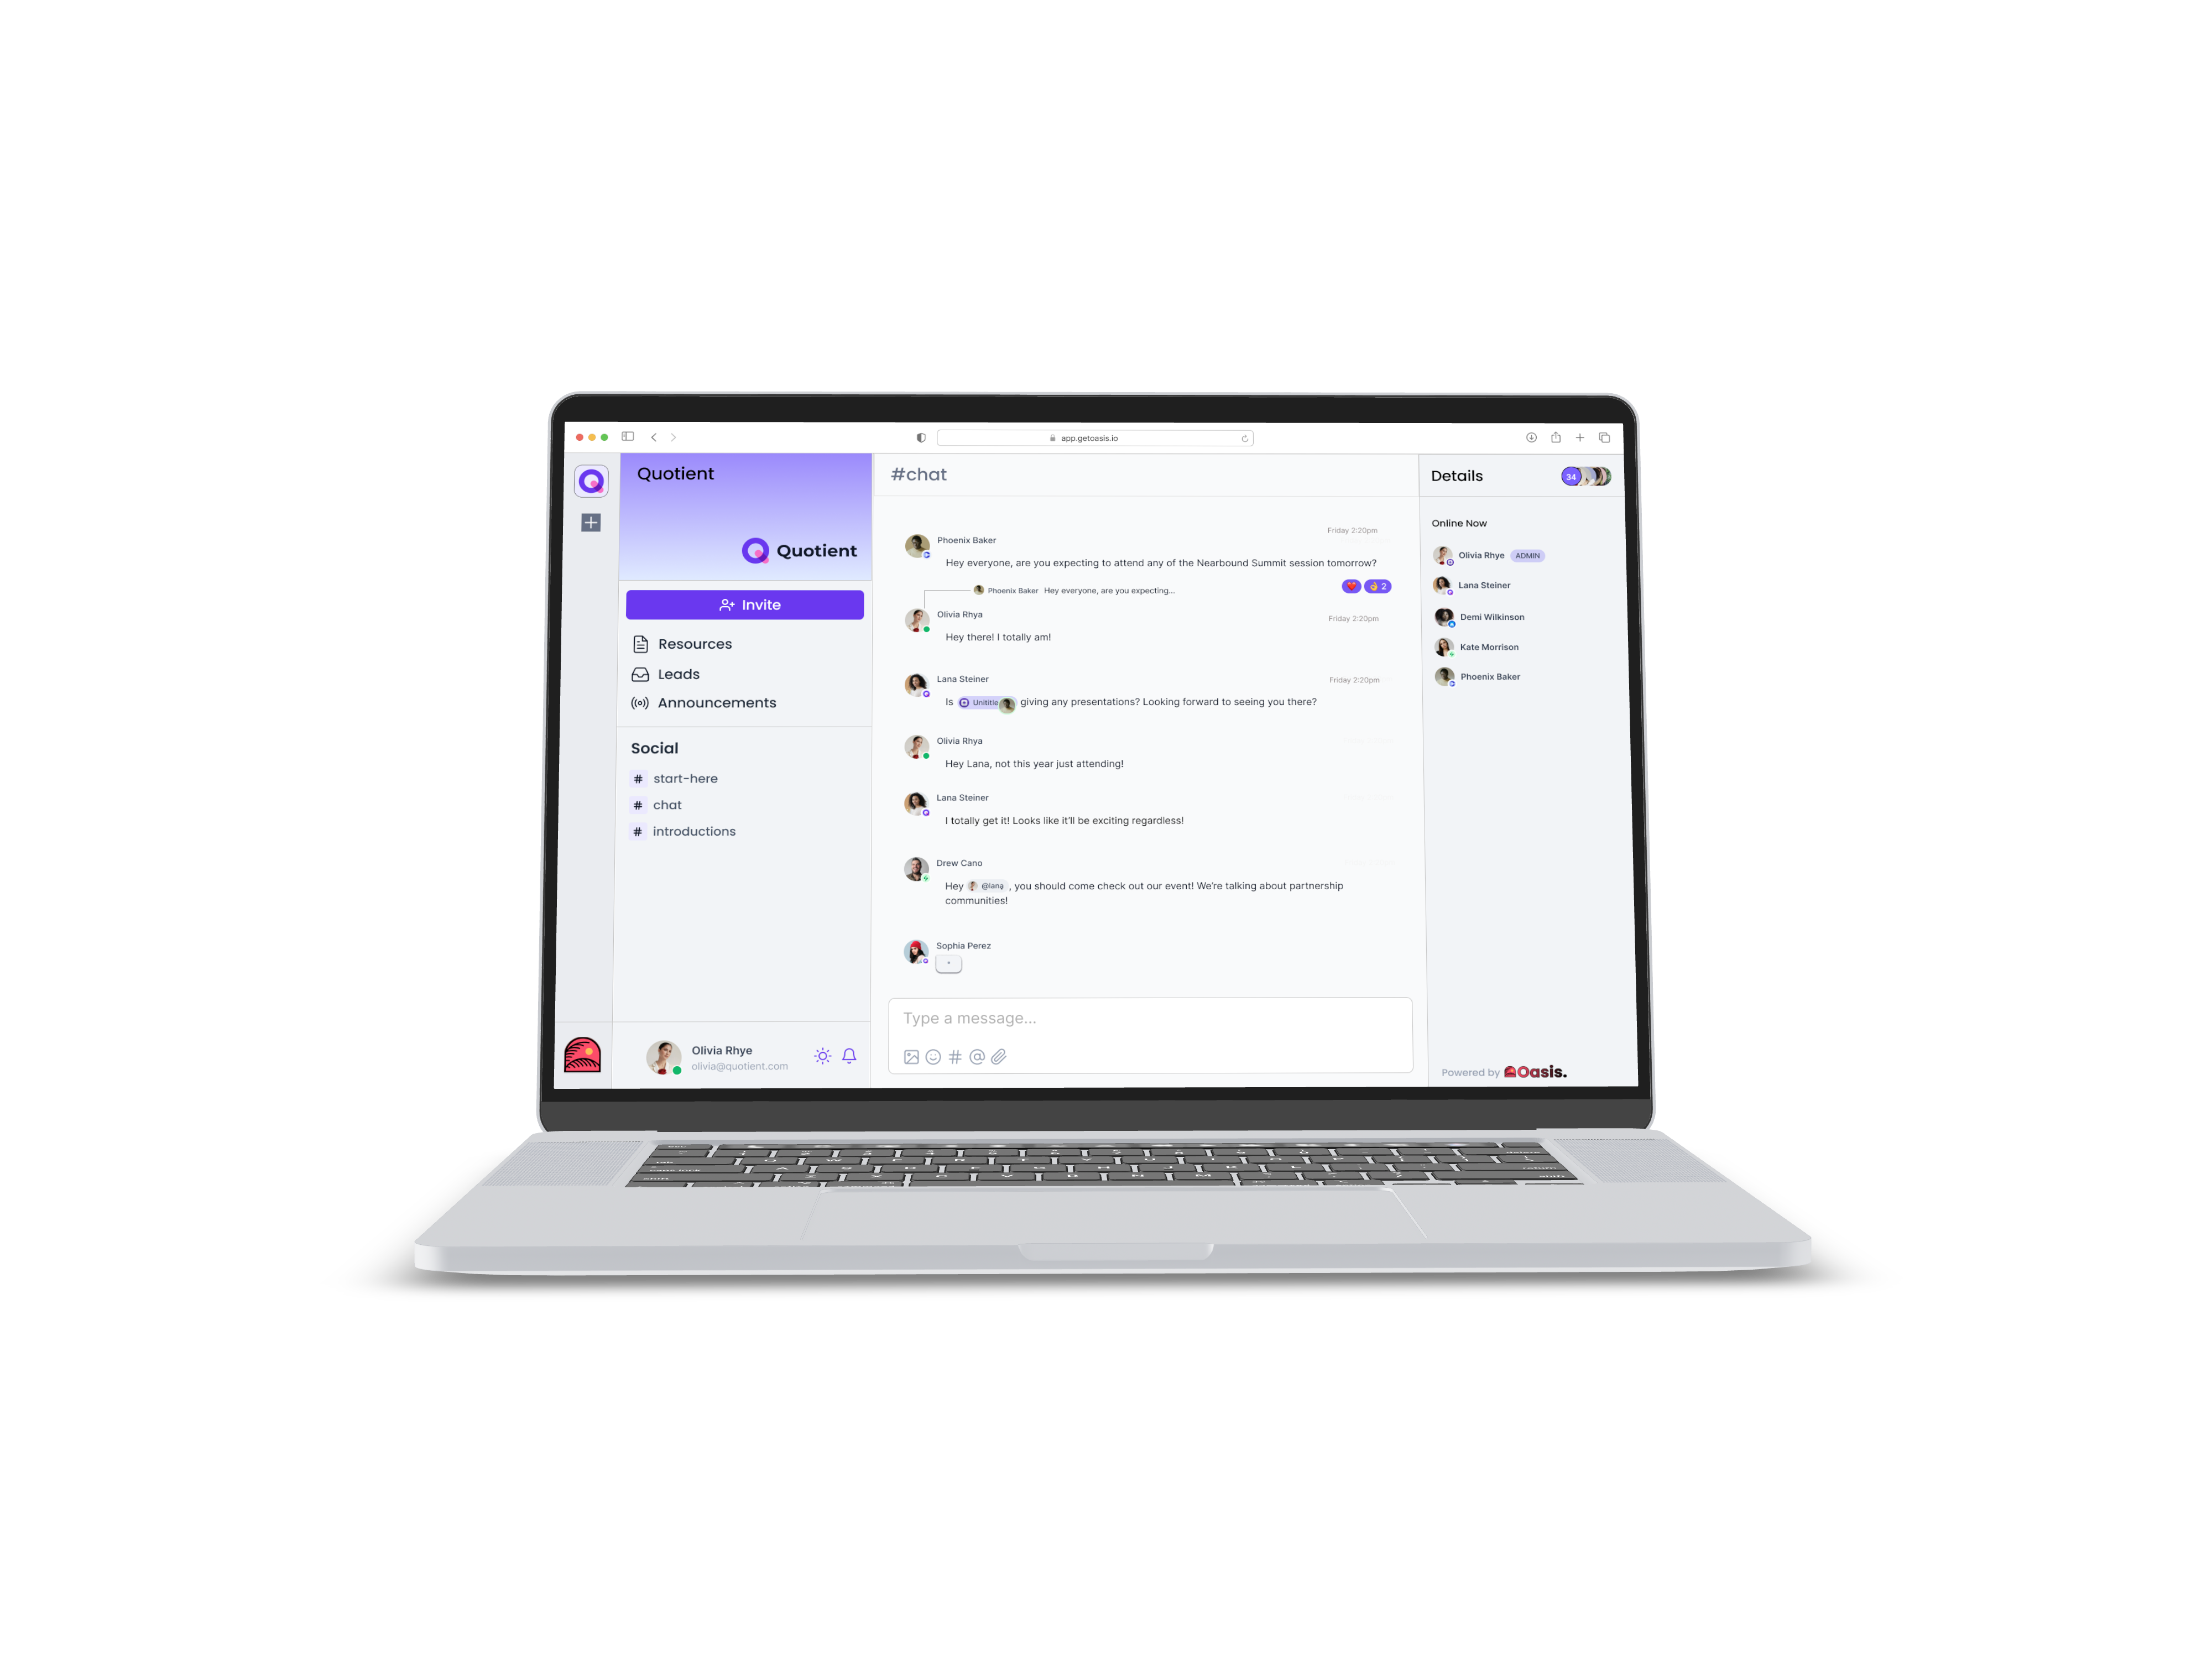 app.getoasis.io
Quotient
Quotient
Invite
Resources
Leads
Announcements
Social
# start-here
# chat
# introductions
Olivia Rhye
olivia@quotient.com
#chat
Friday 2:20pm
Phoenix Baker
Hey everyone, are you expecting to attend any of the Nearbound Summit session tomorrow?
2
Phoenix Baker Hey everyone, are you expecting...
Olivia Rhya
Friday 2:20pm
Hey there! I totally am!
Lana Steiner
Friday 2:20pm
Is Unititle giving any presentations? Looking forward to seeing you there?
Olivia Rhya
Hey Lana, not this year just attending!
Lana Steiner
I totally get it! Looks like it'll be exciting regardless!
Drew Cano
Hey @lana , you should come check out our event! We're talking about partnership
communities!
Sophia Perez
Type a message...
Details
34
Online Now
Olivia Rhye ADMIN
Lana Steiner
Demi Wilkinson
Kate Morrison
Phoenix Baker
Powered by Oasis.